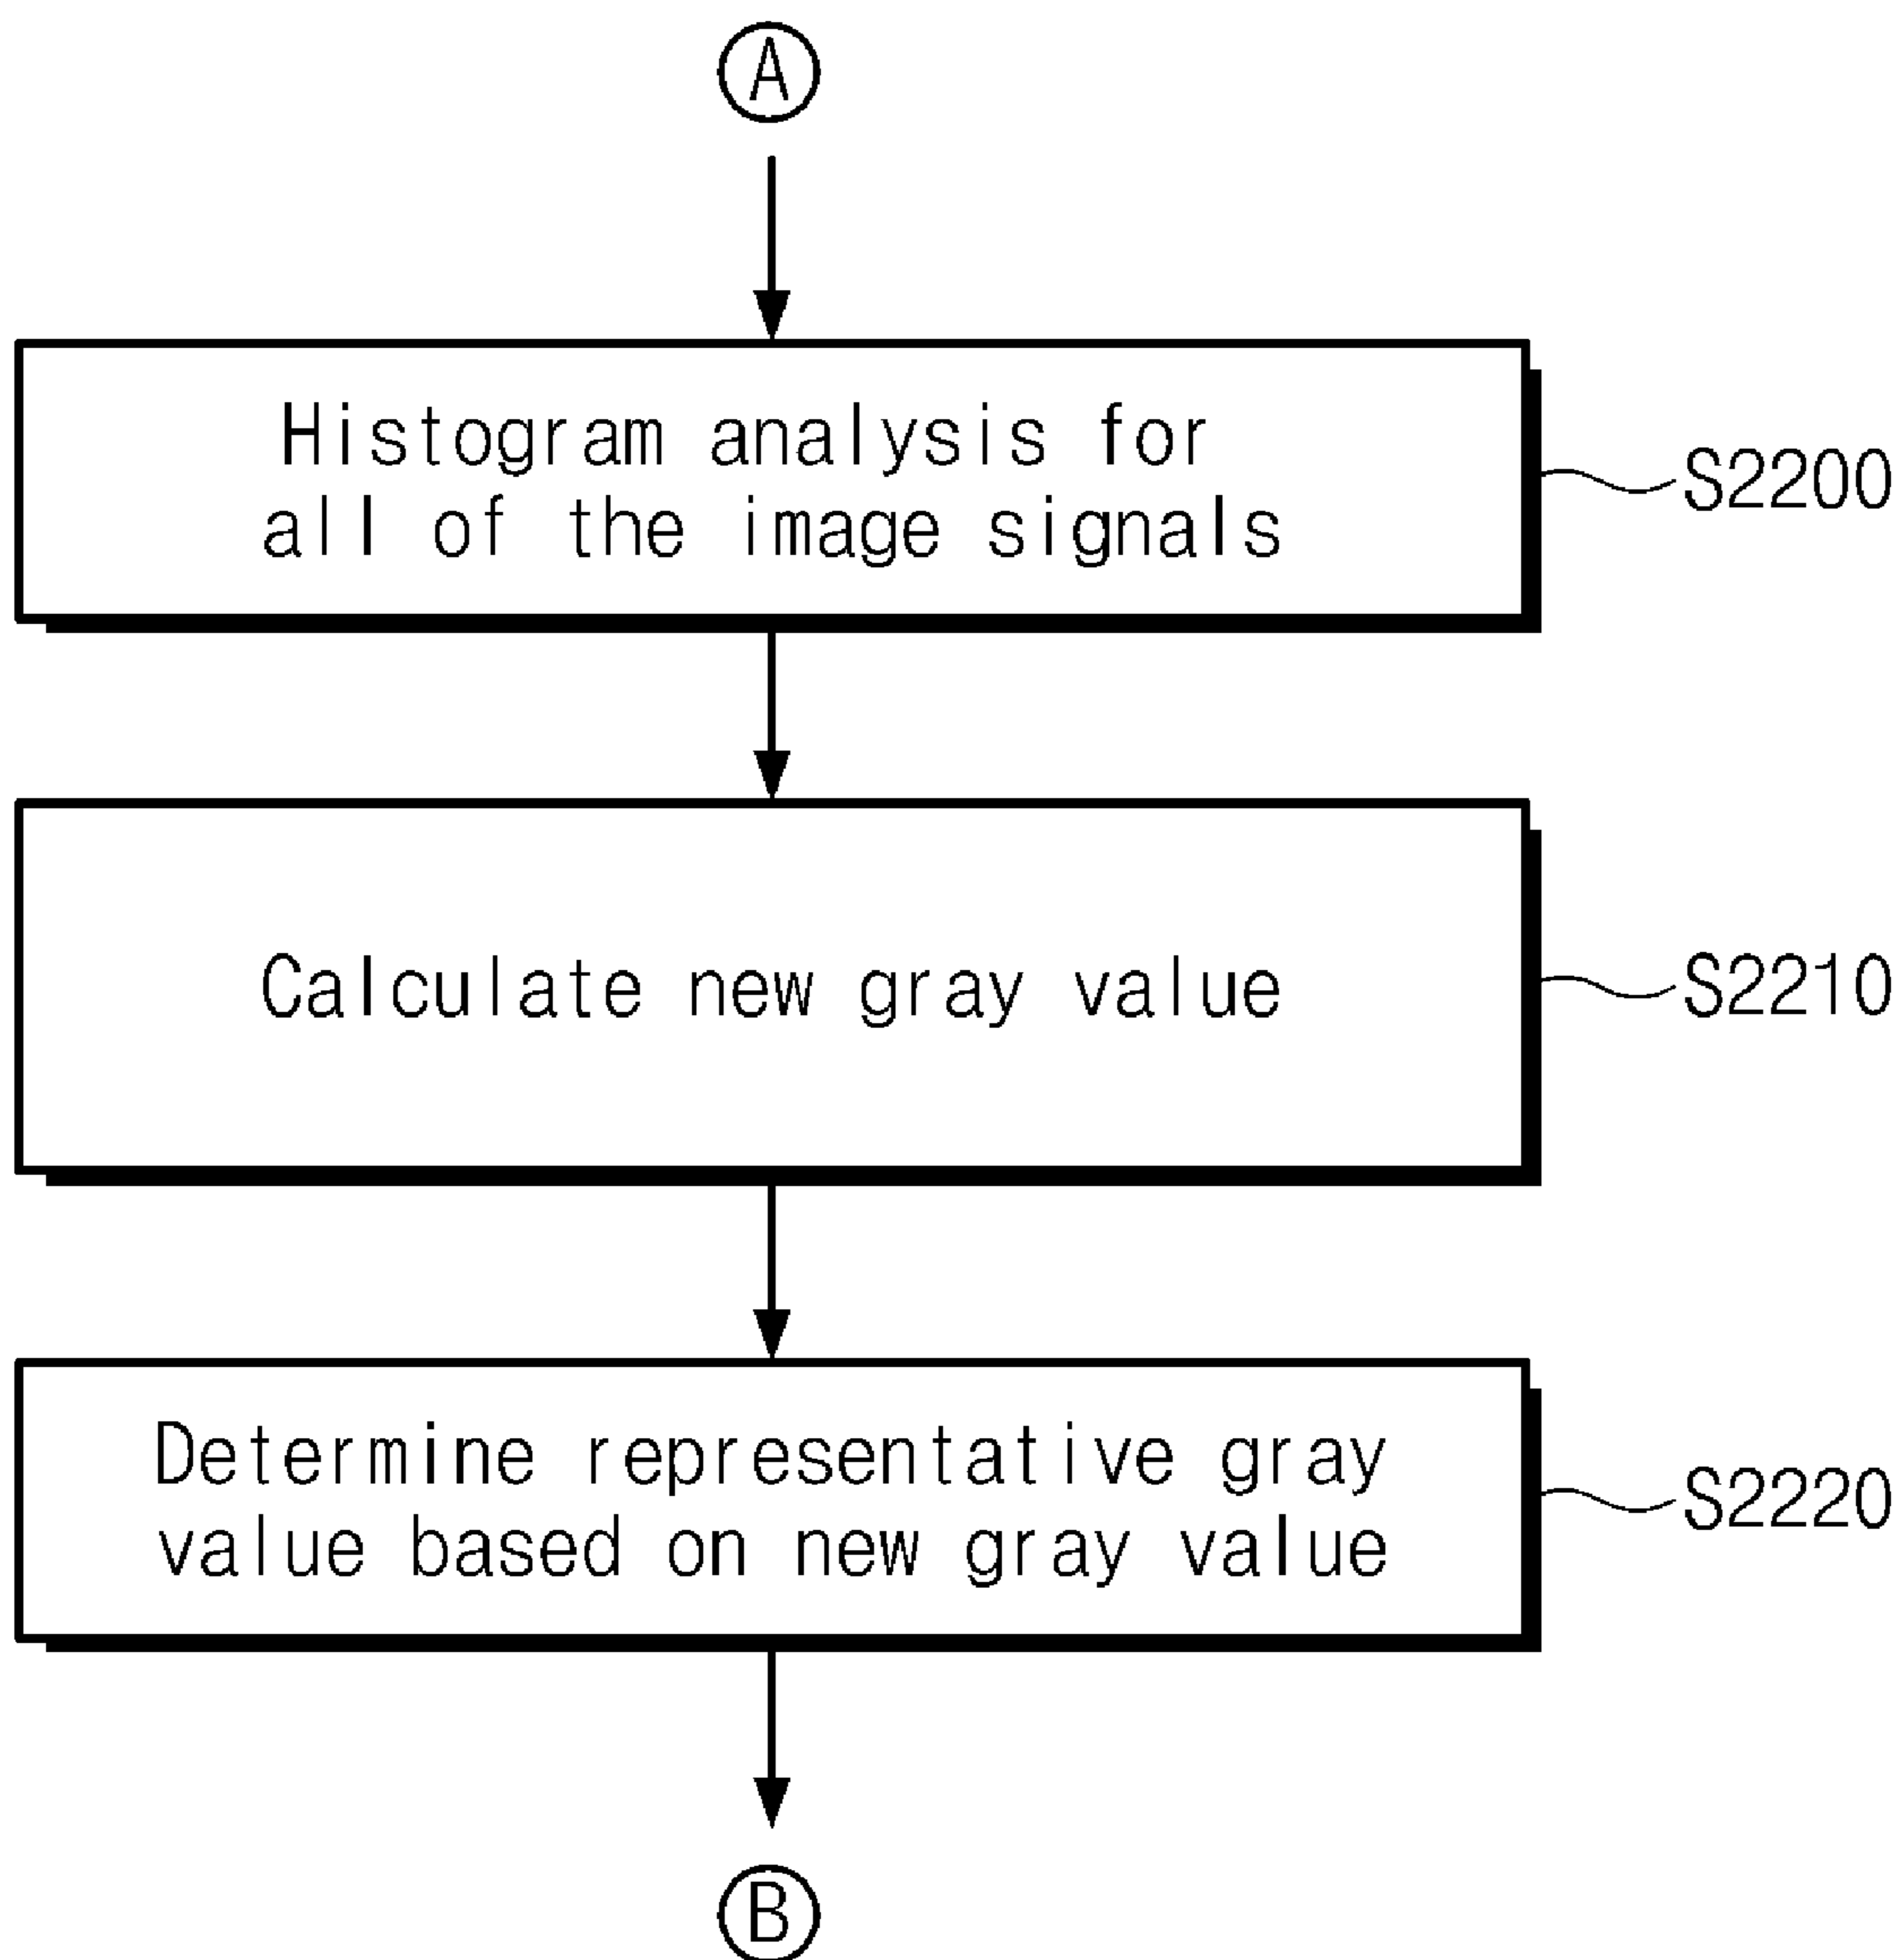 A
Histogram analysis for
all of the image signals
S2200
Calculate new gray value
S2210
Determine representative gray
value based on new gray value
S2220
B